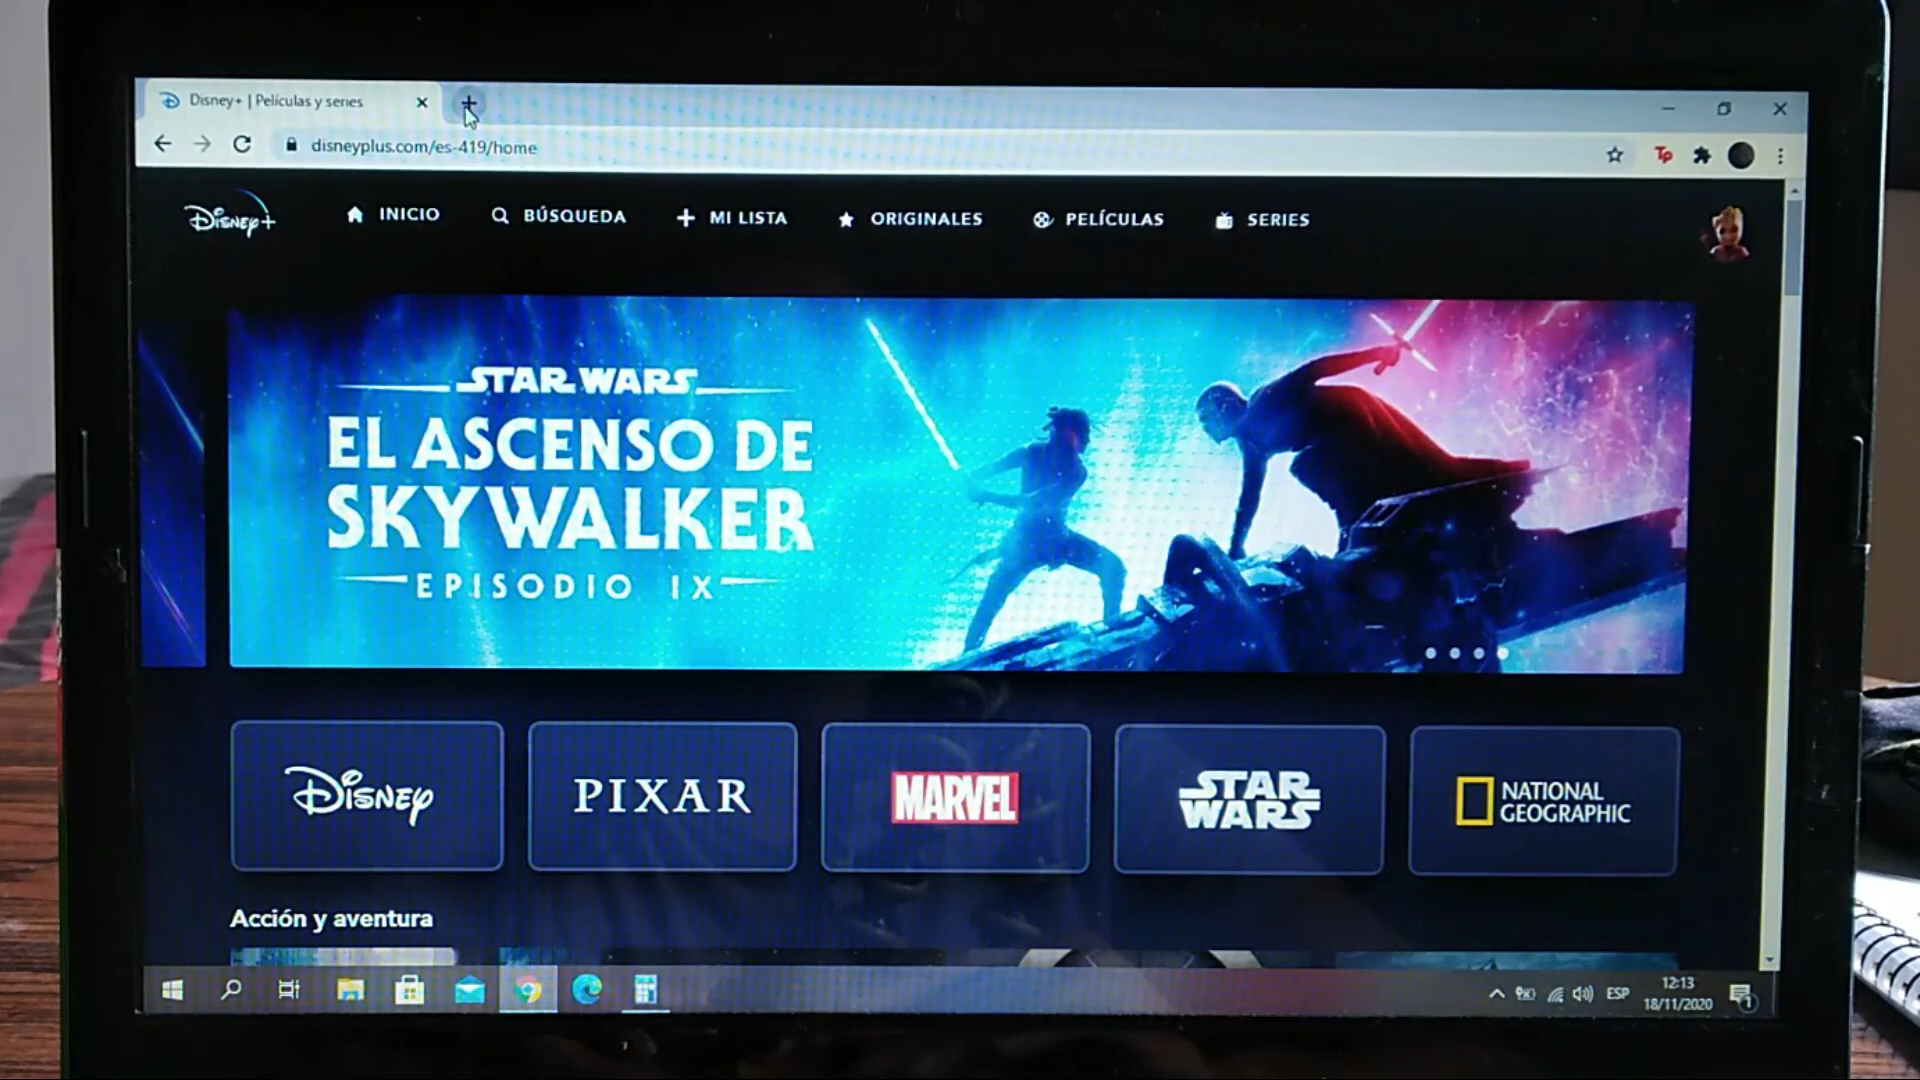 Disney+ | Películas y series
disneyplus.com/es-419/home
Disney+
INICIO
BÚSQUEDA
MI LISTA
ORIGINALES
PELÍCULAS
SERIES
STAR WARS
EL ASCENSO DE
SKYWALKER
EPISODIO IX
Disney
PIXAR
MARVEL
STAR
WARS
NATIONAL
GEOGRAPHIC
Acción y aventura
ESP
12:13
18/11/2020
1